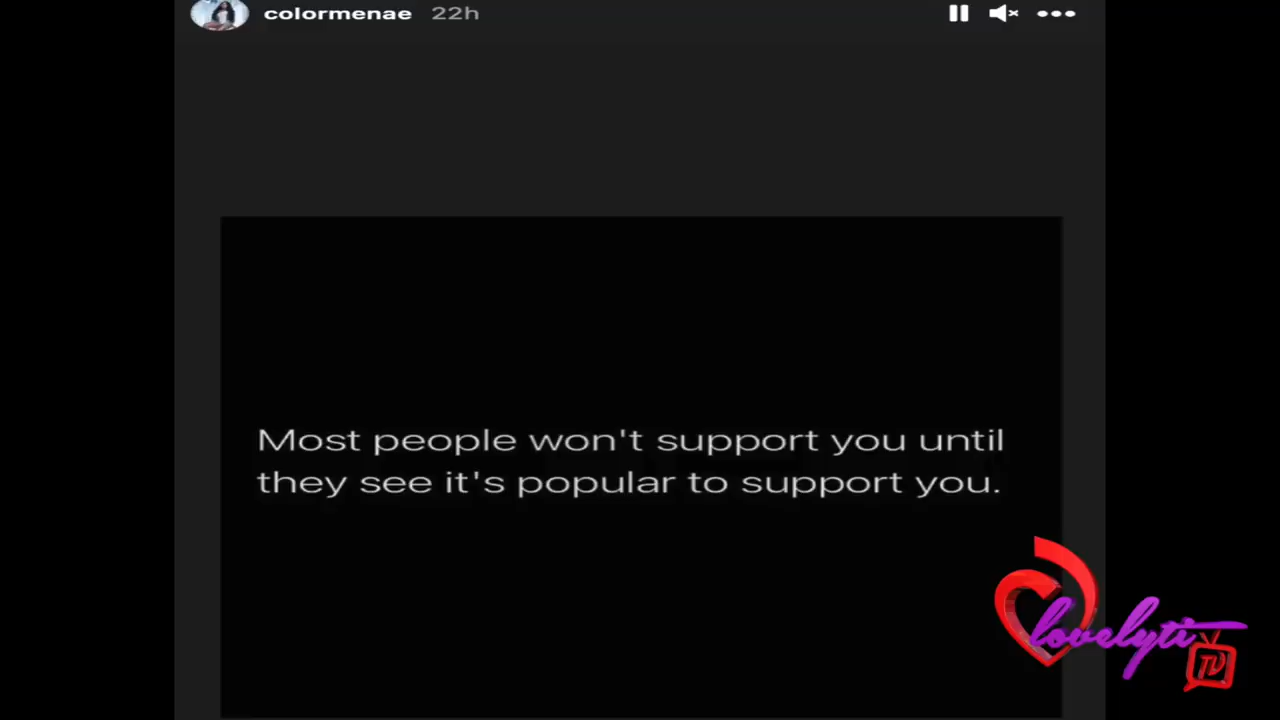 colormenae 22h
Most people won't support you until
they see it's popular to support you.
lovelyti
TV